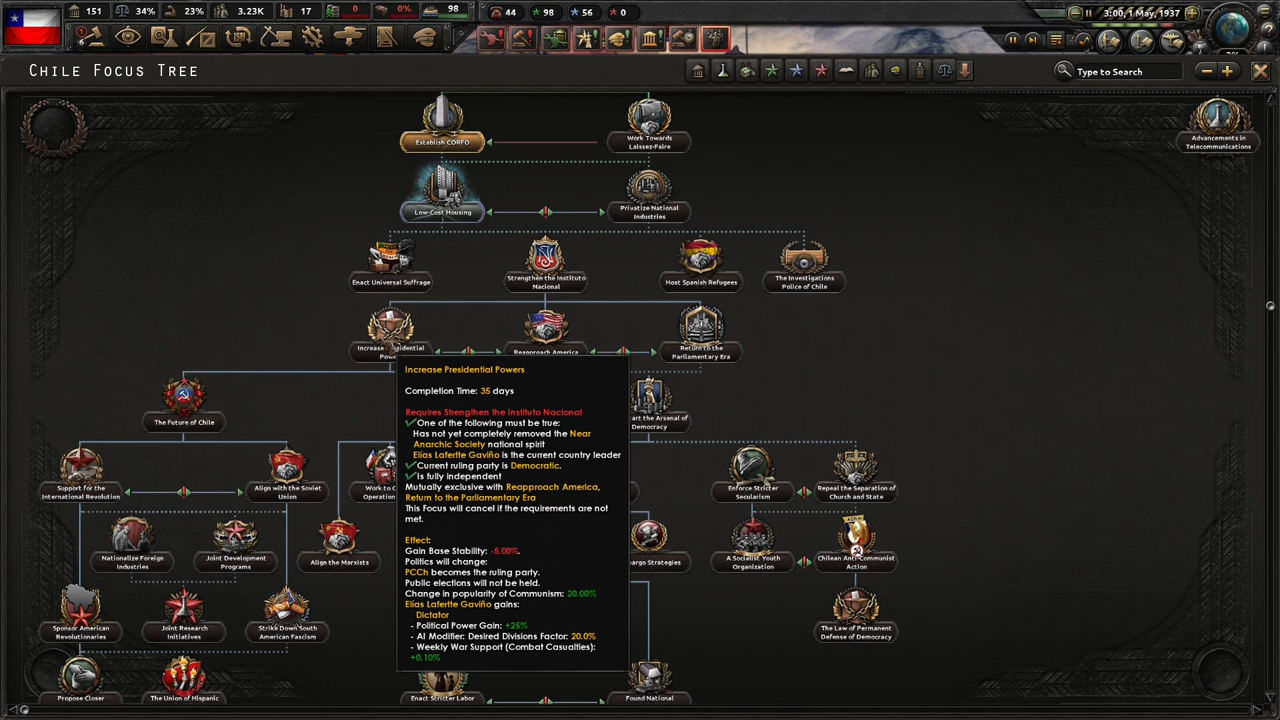 151
34%
23%
3.23K
17
0
0%
98
44
98
56
0
3:00, 1 May, 1937
CHILE FOCUS TREE
Type to Search
Establish CORFO
Work Towards
Laissez-Faire
Advancements in
Telecommunications
Low-Cost Housing
Privatize National
Industries
Enact Universal Suffrage
Strengthen the Instituto
Nacional
Host Spanish Refugees
The Investigations
Police of Chile
Reapproach America
Return to the
Parliamentary Era
Increase Presidential Powers
Completion Time: 35 days
Requires Strengthen the Instituto Nacional
One of the following must be true:
Has not yet completely removed the Near
Anarchic Society national spirit
Elías Lafertte Gaviño is the current country leader
Current ruling party is Democratic.
Is fully independent
Mutually exclusive with Reapproach America,
Return to the Parliamentary Era
This Focus will cancel if the requirements are not
met.
Effect:
Gain Base Stability: -5.00%.
Politics will change:
PCCh becomes the ruling party.
Public elections will not be held.
Change in popularity of Communism: 20.00%
Elías Lafertte Gaviño gains:
Dictator
- Political Power Gain: +25%
- AI Modifier: Desired Divisions Factor: 20.0%
- Weekly War Support (Combat Casualties):
+0.10%
The Future of Chile
art the Arsenal of
Democracy
Support for the
International Revolution
Align with the Soviet
Union
Enforce Stricter
Secularism
Repeal the Separation of
Church and State
Nationalize Foreign
Industries
Joint Development
Programs
Align the Marxists
argo Strategies
A Socialist Youth
Organization
Chilean Anti-Communist
Action
Sponsor American
Revolutionaries
Joint Research
Initiatives
Strike Down South
American Fascism
The Law of Permanent
Defense of Democracy
Propose Closer
The Union of Hispanic
Enact Stricter Labor
Found National